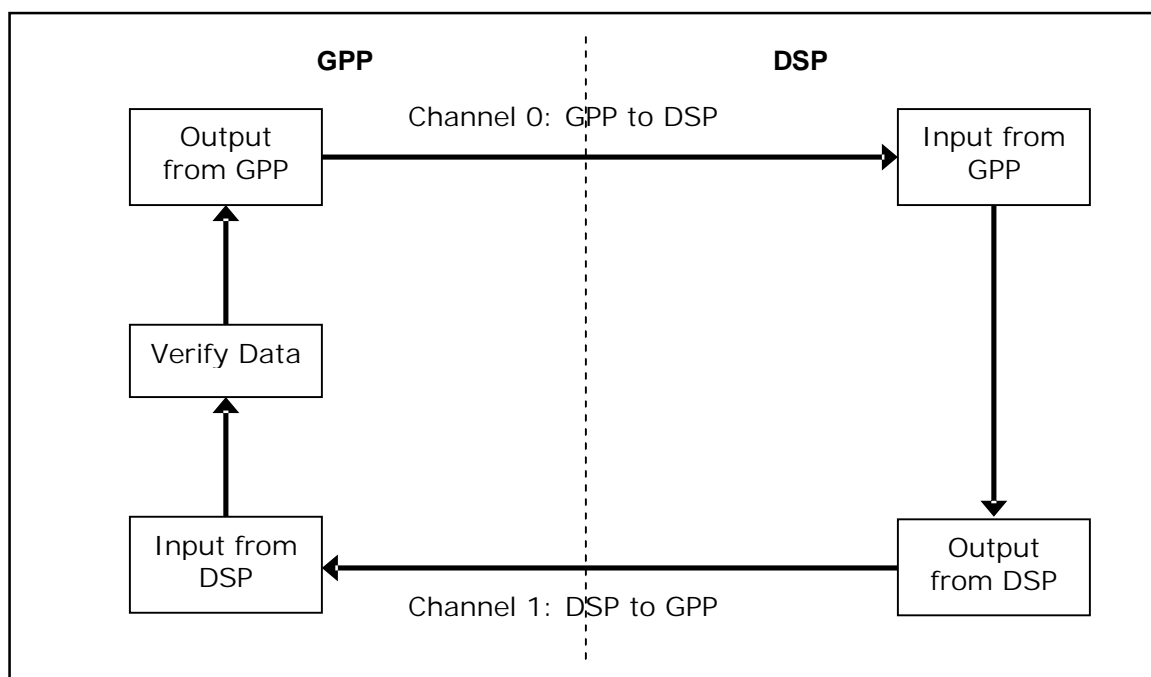 GPP
DSP
Channel 0: GPP to DSP
Output
from GPP
Input from
GPP
Verify Data
Input from
DSP
Output
from DSP
Channel 1: DSP to GPP